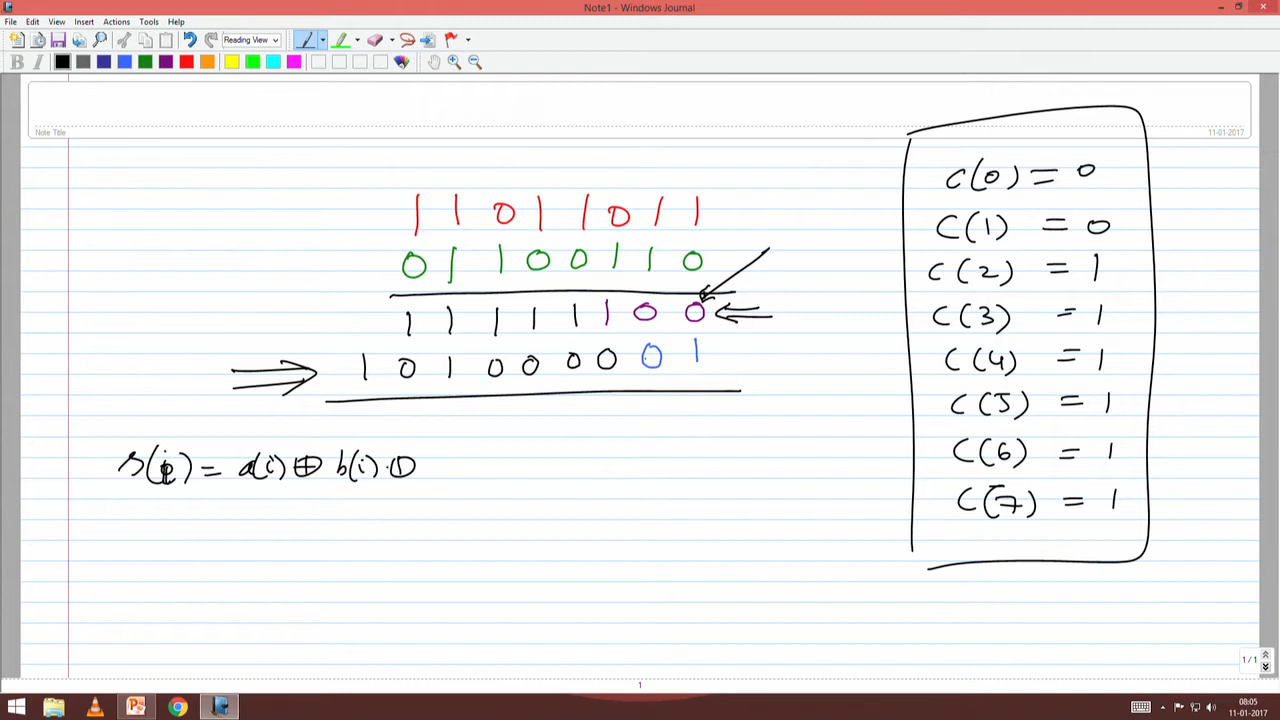 Note1 - Windows Journal
File Edit View Insert Actions Tools Help
Reading View
B I
Note Title
11-01-2017
1 1 0 1 1 0 1 1
0 1 1 0 0 1 1 0
1 1 1 1 1 1 0 0
1 0 1 0 0 0 0 0 1
s(i) = a(i) ⊕ b(i) ⊕
c(0) = 0
c(1) = 0
c(2) = 1
c(3) = 1
c(4) = 1
c(5) = 1
c(6) = 1
c(7) = 1
1 / 1
1
08:05
11-01-2017